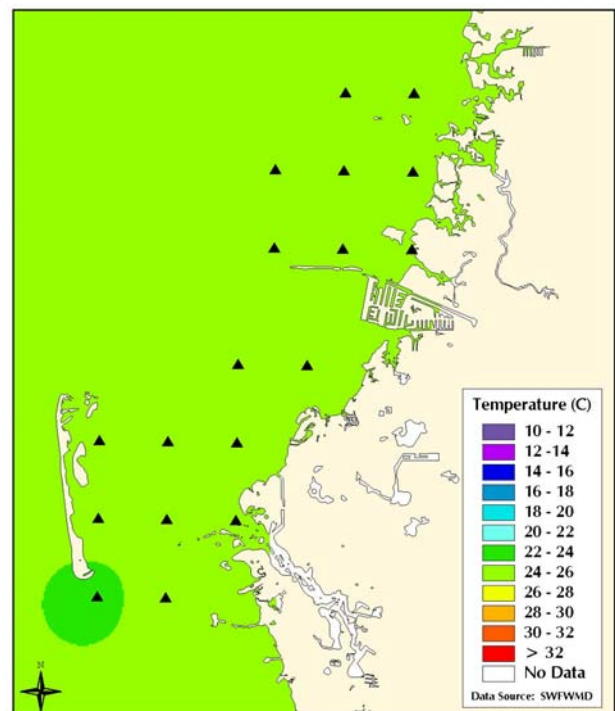 Temperature (C)
10 - 12
12 -14
14 - 16
16 - 18
18 - 20
20 - 22
22 - 24
24 - 26
26 - 28
28 - 30
30 - 32
> 32
No Data
Data Source: SWFWMD
N